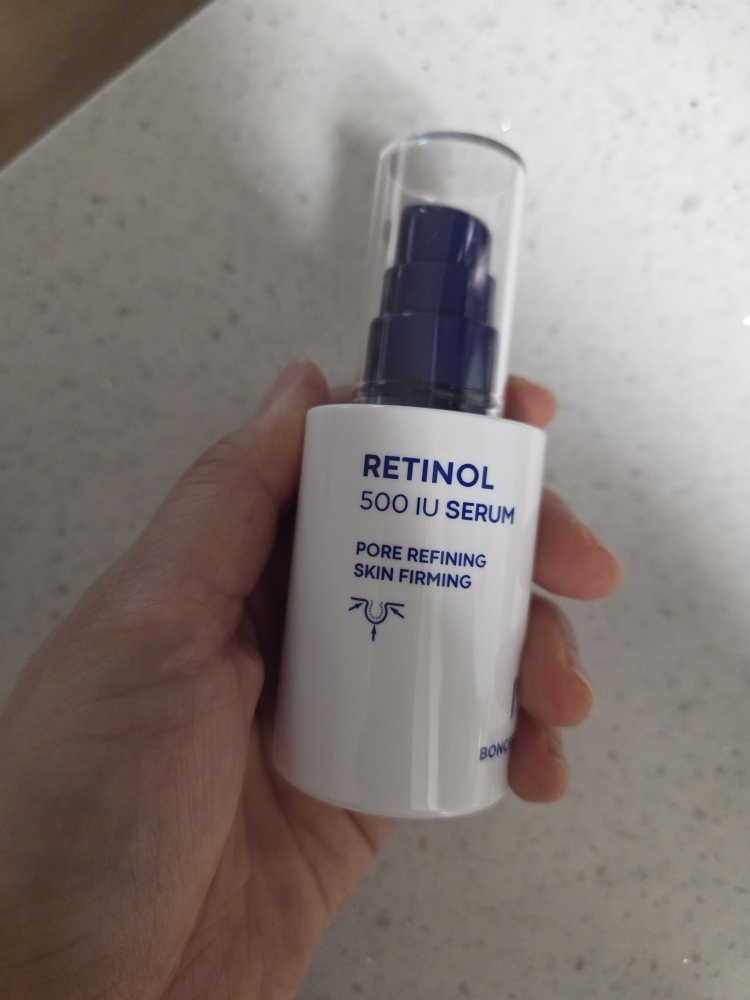 RETINOL
500 IU SERUM
PORE REFINING
SKIN FIRMING